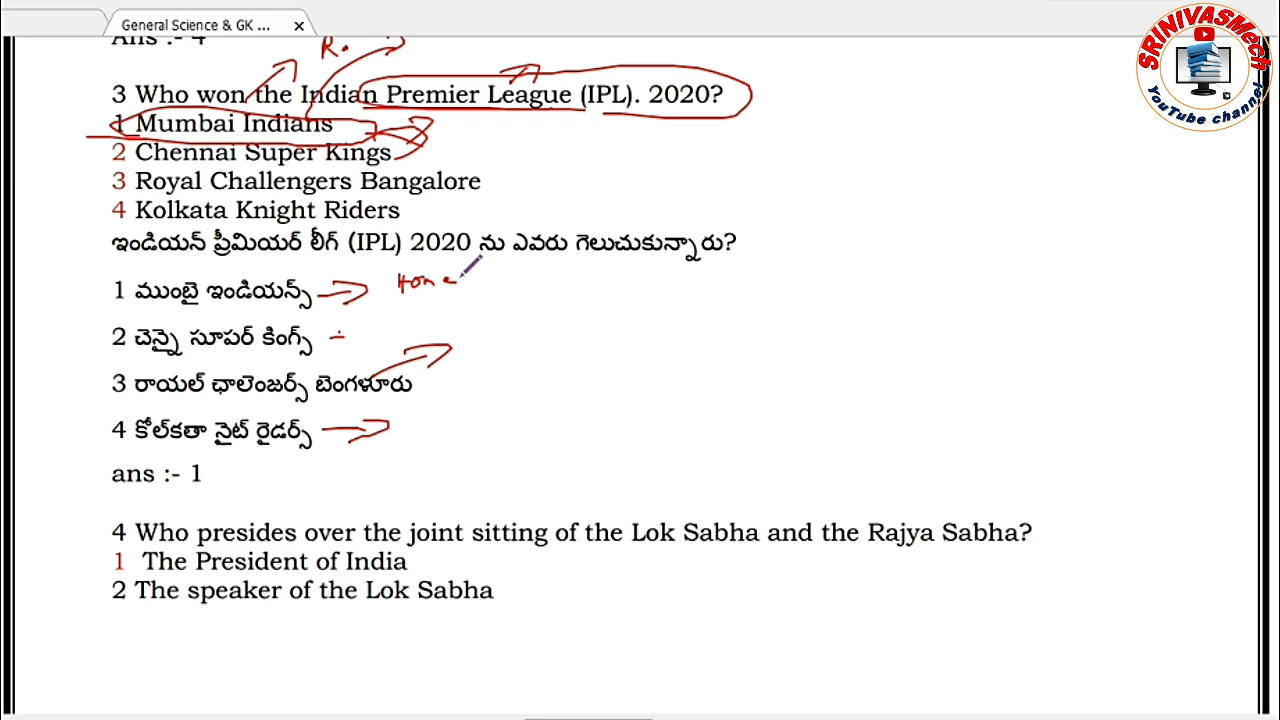 General Science & GK ...
Ans :- 4
R.
3 Who won the Indian Premier League (IPL). 2020?
1 Mumbai Indians
2 Chennai Super Kings
3 Royal Challengers Bangalore
4 Kolkata Knight Riders
ఇండియన్ ప్రీమియర్ లీగ్ (IPL) 2020 ను ఎవరు గెలుచుకున్నారు?
1 ముంబై ఇండియన్స్
Home
2 చెన్నై సూపర్ కింగ్స్
3 రాయల్ ఛాలెంజర్స్ బెంగళూరు
4 కోల్‌కతా నైట్ రైడర్స్
ans :- 1
4 Who presides over the joint sitting of the Lok Sabha and the Rajya Sabha?
1 The President of India
2 The speaker of the Lok Sabha
SRINIVASMech
YouTube channel